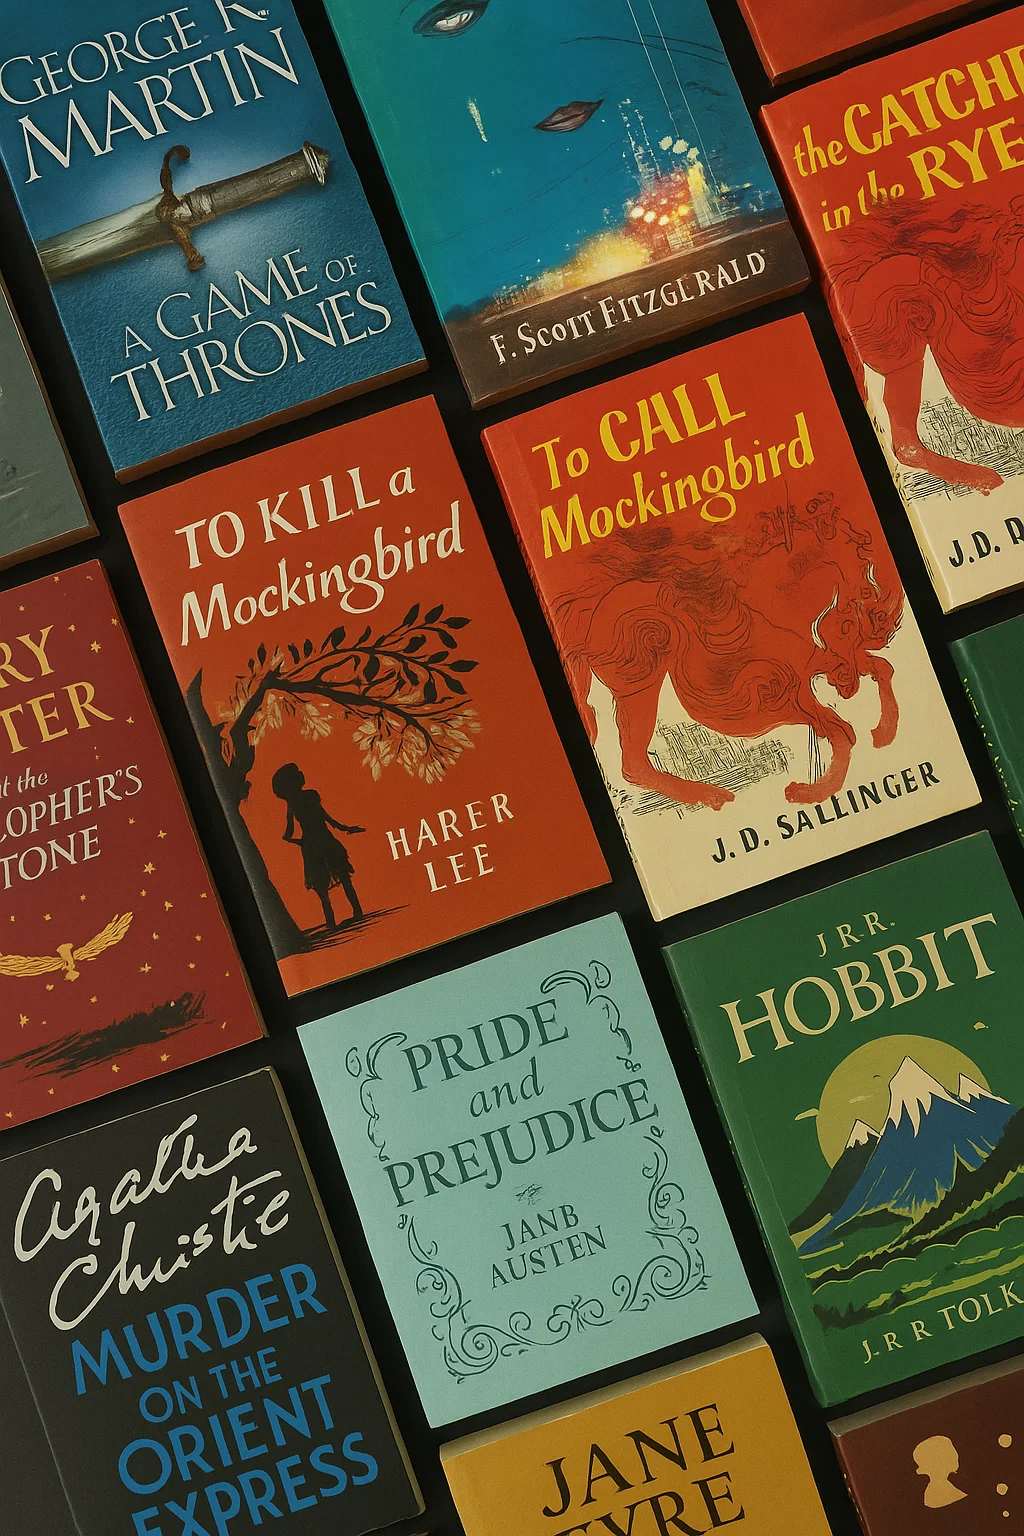 GEORGE R.
MARTIN
A GAME OF
THRONES
F. SCOTT FITZGERALD
the CATCHE
in the RYE
J.D. R
TO KILL a
Mockingbird
HARER
LEE
To CALL
Mockingbird
J. D. SALLINGER
RY
TER
t the
OPHER'S
TONE
PRIDE
and
PREJUDICE
JANB
AUSTEN
J R.R.
HOBBIT
J.R R TOLK
Agatha
Christie
MURDER
ON THE
ORIENT
EXPRESS
JANE
EYRE